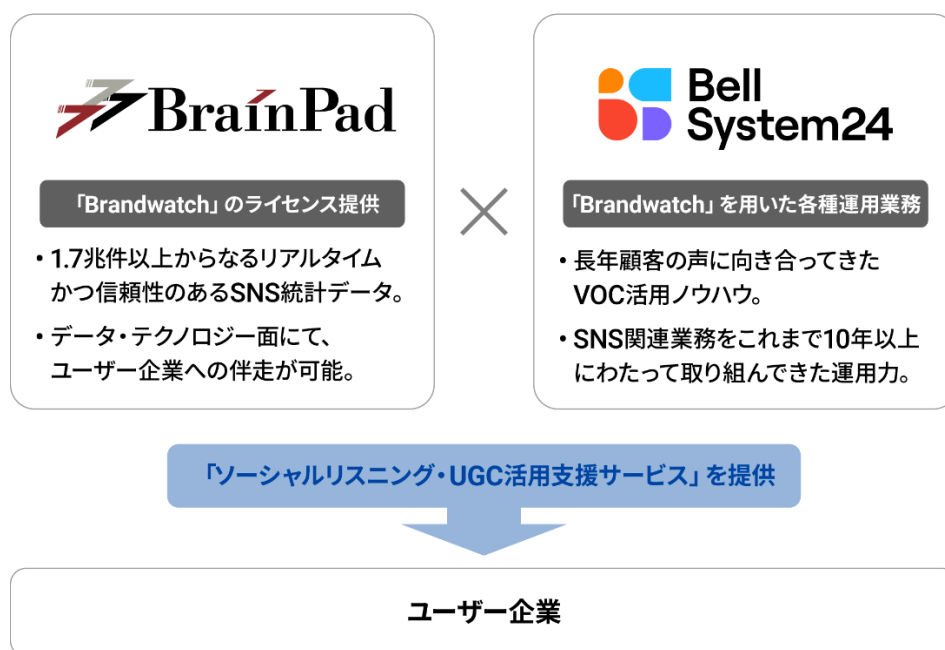 BrainPad
「Brandwatch」のライセンス提供
・1.7兆件以上からなるリアルタイム
かつ信頼性のあるSNS統計データ。
・データ・テクノロジー面にて、
ユーザー企業への伴走が可能。
×
Bell
System24
「Brandwatch」を用いた各種運用業務
・長年顧客の声に向き合ってきた
VOC活用ノウハウ。
・SNS関連業務をこれまで10年以上
にわたって取り組んできた運用力。
「ソーシャルリスニング・UGC活用支援サービス」を提供
ユーザー企業